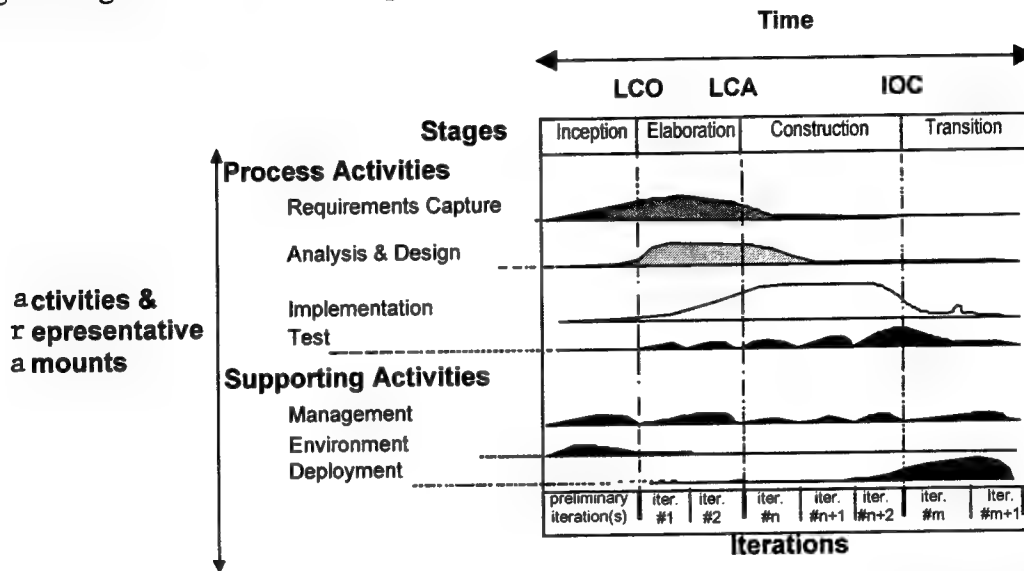 Time
LCO LCA IOC
Stages Inception Elaboration Construction Transition
Process Activities
Requirements Capture
Analysis & Design
Implementation
Test
activities &
r epresentative
a mounts
Supporting Activities
Management
Environment
Deployment
preliminary iteration(s) iter. #1 iter. #2 iter. #n iter. #n+1 iter. #n+2 iter. #m Iter. #m+1
Iterations